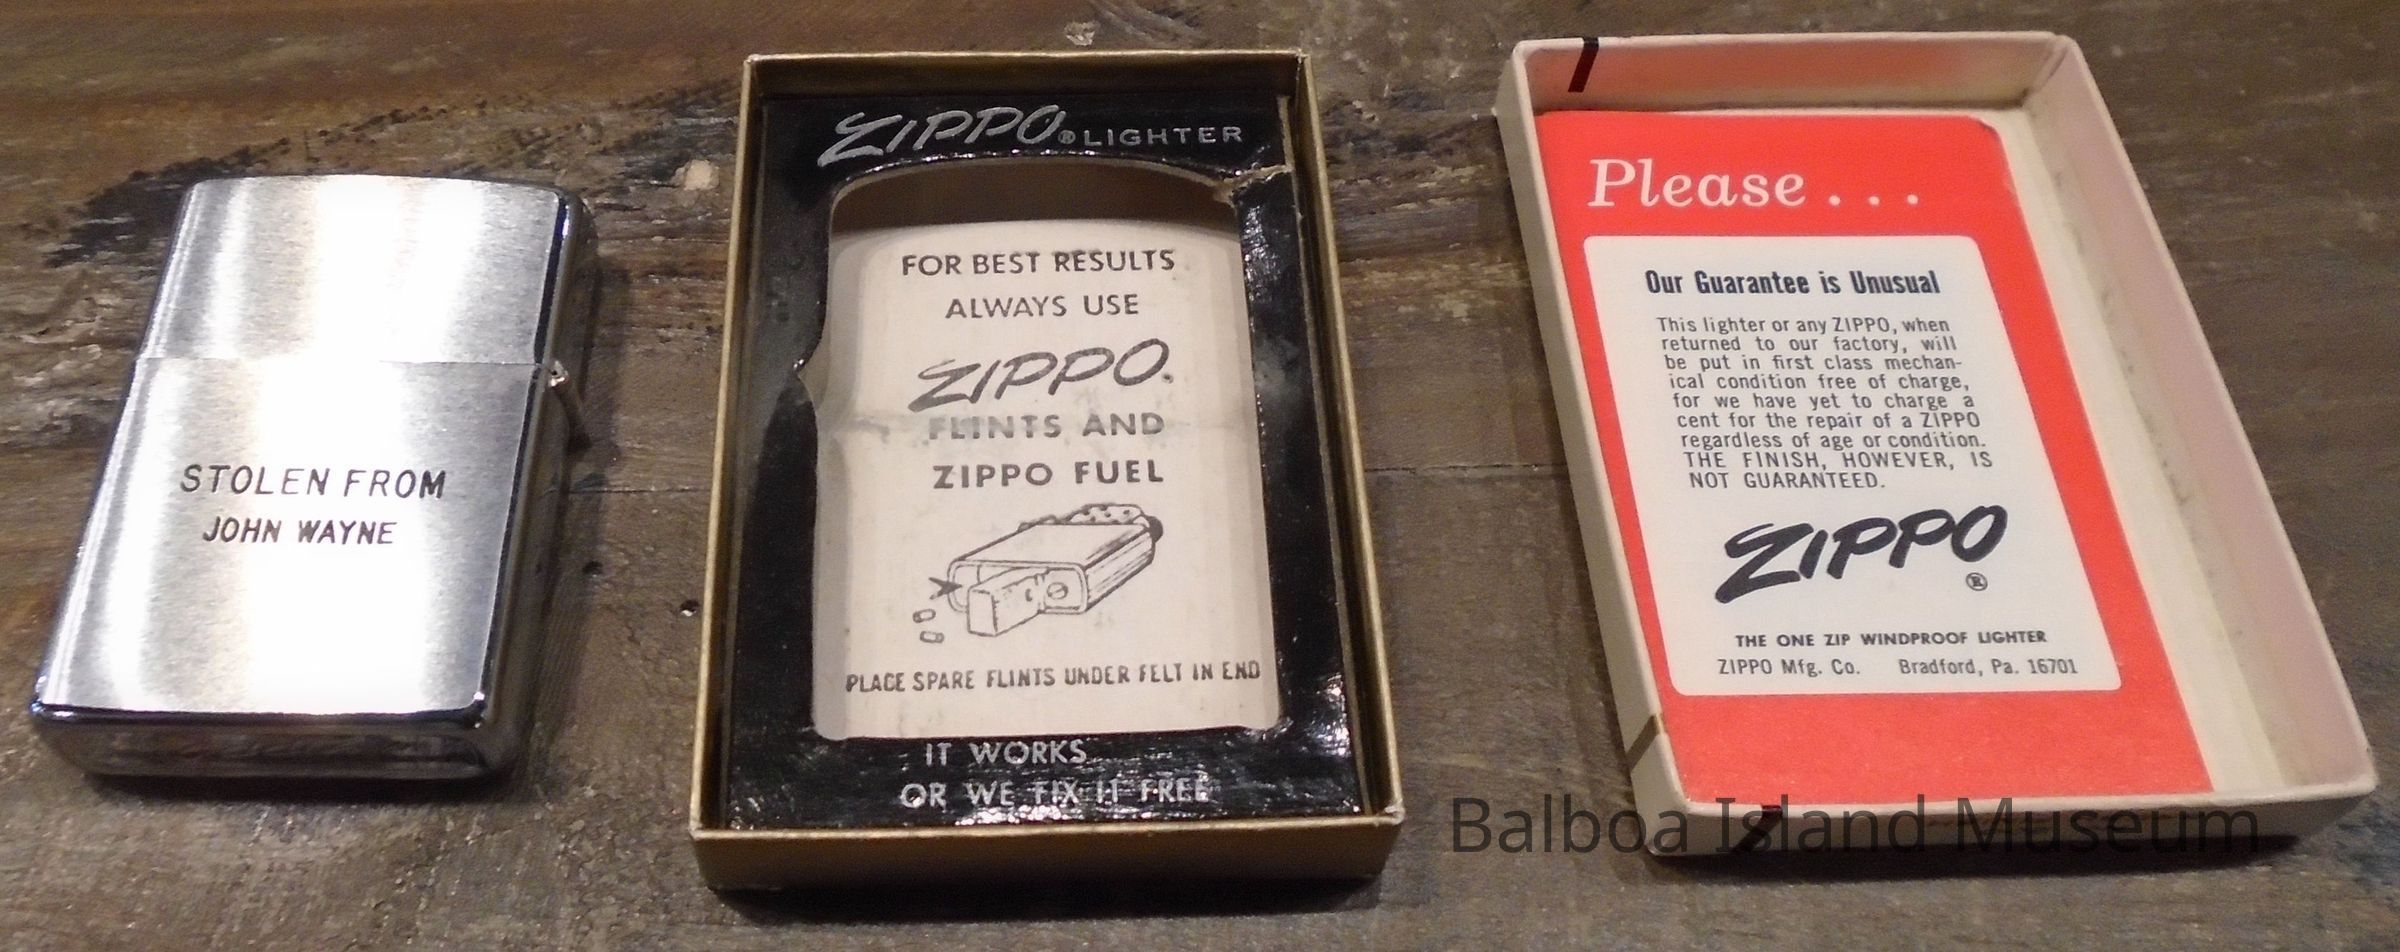 STOLEN FROM
JOHN WAYNE
ZIPPO® LIGHTER
FOR BEST RESULTS
ALWAYS USE
ZIPPO®
FLINTS AND
ZIPPO FUEL
PLACE SPARE FLINTS UNDER FELT IN END
IT WORKS
OR WE FIX IT FREE
Please . . .
Our Guarantee is Unusual
This lighter or any ZIPPO, when
returned to our factory, will
be put in first class mechan-
ical condition free of charge,
for we have yet to charge a
cent for the repair of a ZIPPO
regardless of age or condition.
THE FINISH, HOWEVER, IS
NOT GUARANTEED.
ZIPPO
®
THE ONE ZIP WINDPROOF LIGHTER
ZIPPO Mfg. Co. Bradford, Pa. 16701
Balboa Island Museum